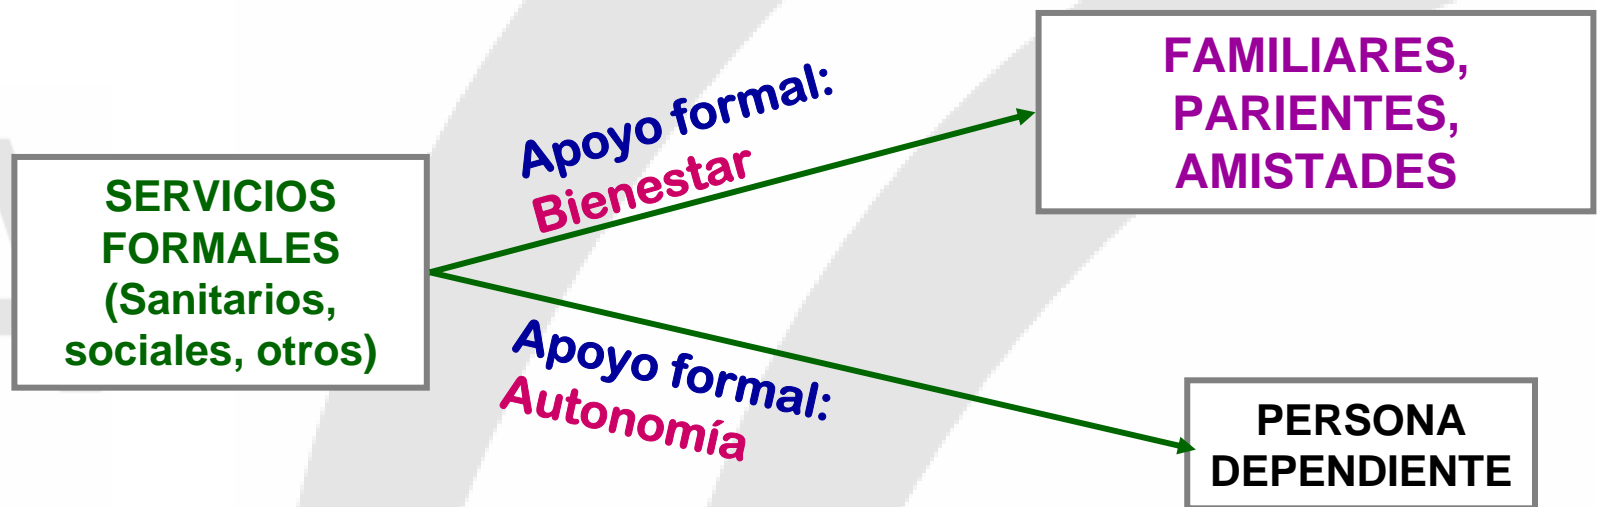 SERVICIOS
FORMALES
(Sanitarios,
sociales, otros)
Apoyo formal:
Bienestar
FAMILIARES,
PARIENTES,
AMISTADES
Apoyo formal:
Autonomía
PERSONA
DEPENDIENTE